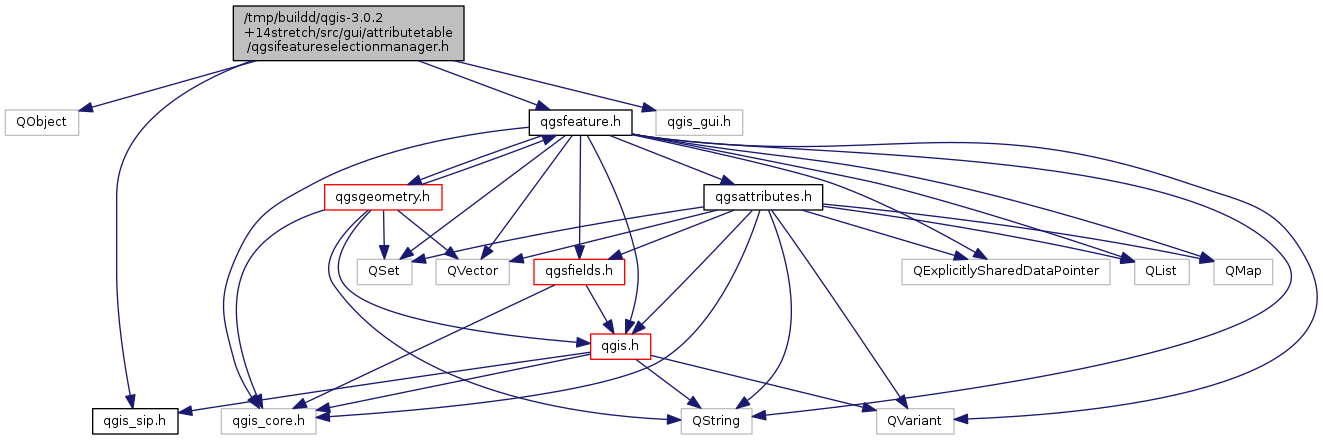 /tmp/buildd/qgis-3.0.2
+14stretch/src/gui/attributetable
/qgsifeatureselectionmanager.h
QObject
qgsfeature.h
qgis_gui.h
qgsgeometry.h
qgsattributes.h
QSet
QVector
qgsfields.h
QExplicitlySharedDataPointer
QList
QMap
qgis.h
qgis_sip.h
qgis_core.h
QString
QVariant